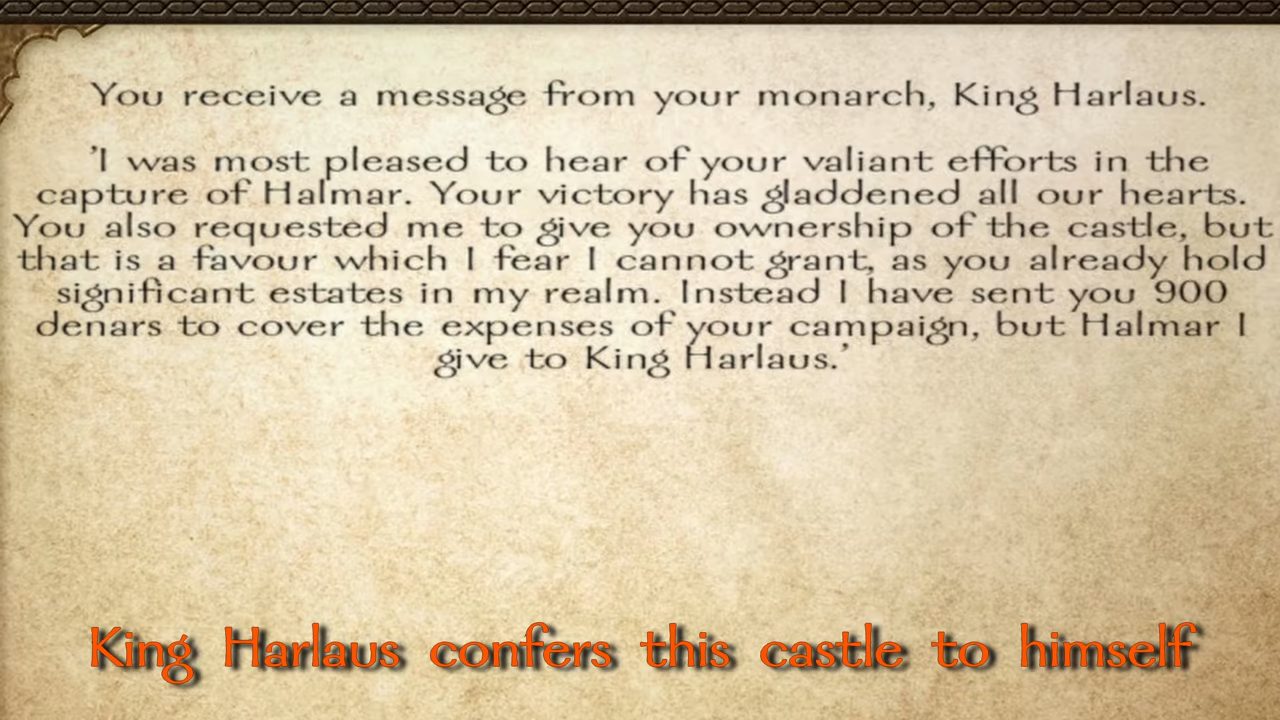 You receive a message from your monarch, King Harlaus.
'I was most pleased to hear of your valiant efforts in the
capture of Halmar. Your victory has gladdened all our hearts.
You also requested me to give you ownership of the castle, but
that is a favour which I fear I cannot grant, as you already hold
significant estates in my realm. Instead I have sent you 900
denars to cover the expenses of your campaign, but Halmar I
give to King Harlaus.'
King Harlaus confers this castle to himself